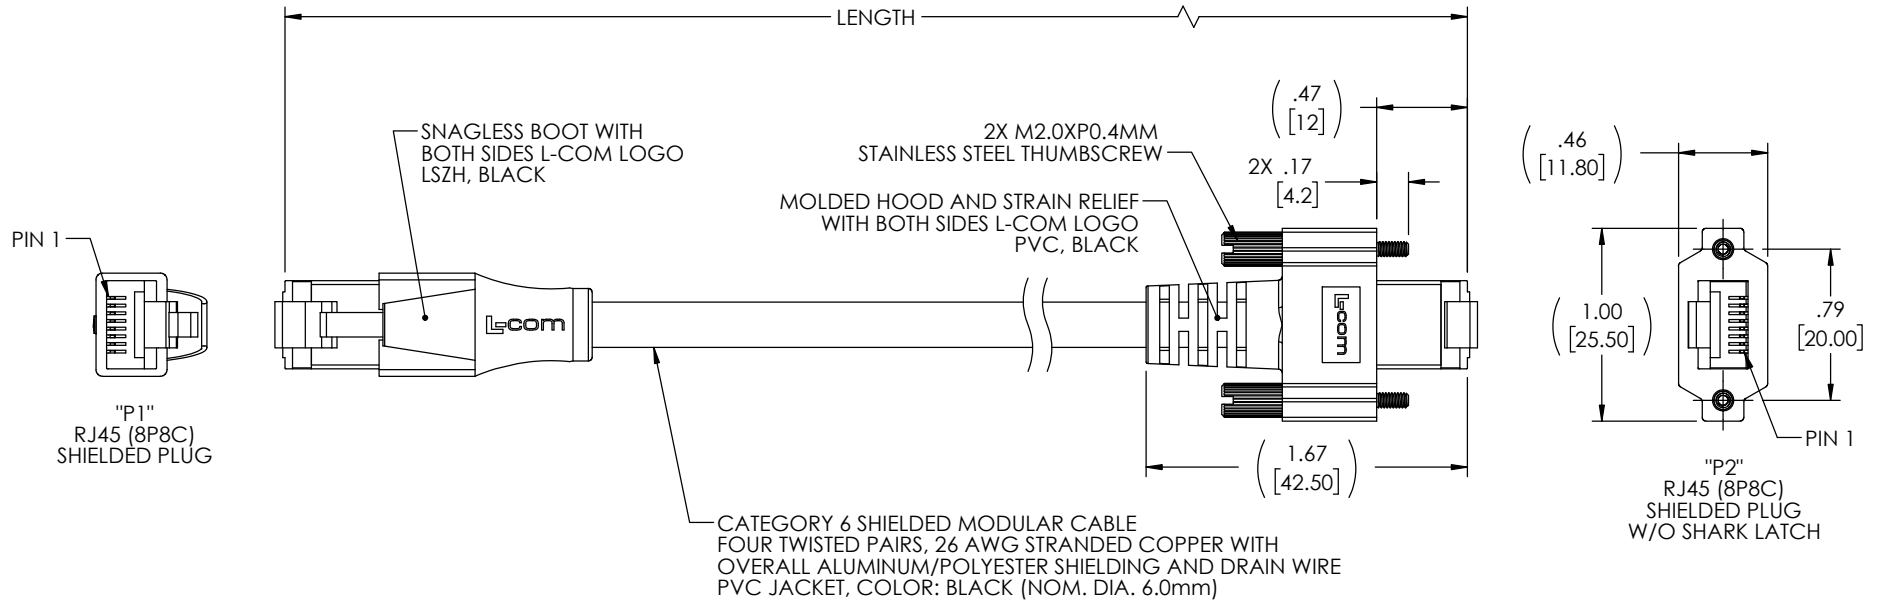 LENGTH
SNAGLESS BOOT WITH
BOTH SIDES L-COM LOGO
LSZH, BLACK
2X M2.0XP0.4MM
STAINLESS STEEL THUMBSCREW
MOLDED HOOD AND STRAIN RELIEF
WITH BOTH SIDES L-COM LOGO
PVC, BLACK
(.47
[12])
2X .17
[4.2]
(.46
[11.80])
PIN 1
L-com
L-com
(1.00
[25.50])
.79
[20.00]
"P1"
RJ45 (8P8C)
SHIELDED PLUG
(1.67
[42.50])
PIN 1
"P2"
RJ45 (8P8C)
SHIELDED PLUG
W/O SHARK LATCH
CATEGORY 6 SHIELDED MODULAR CABLE
FOUR TWISTED PAIRS, 26 AWG STRANDED COPPER WITH
OVERALL ALUMINUM/POLYESTER SHIELDING AND DRAIN WIRE
PVC JACKET, COLOR: BLACK (NOM. DIA. 6.0mm)